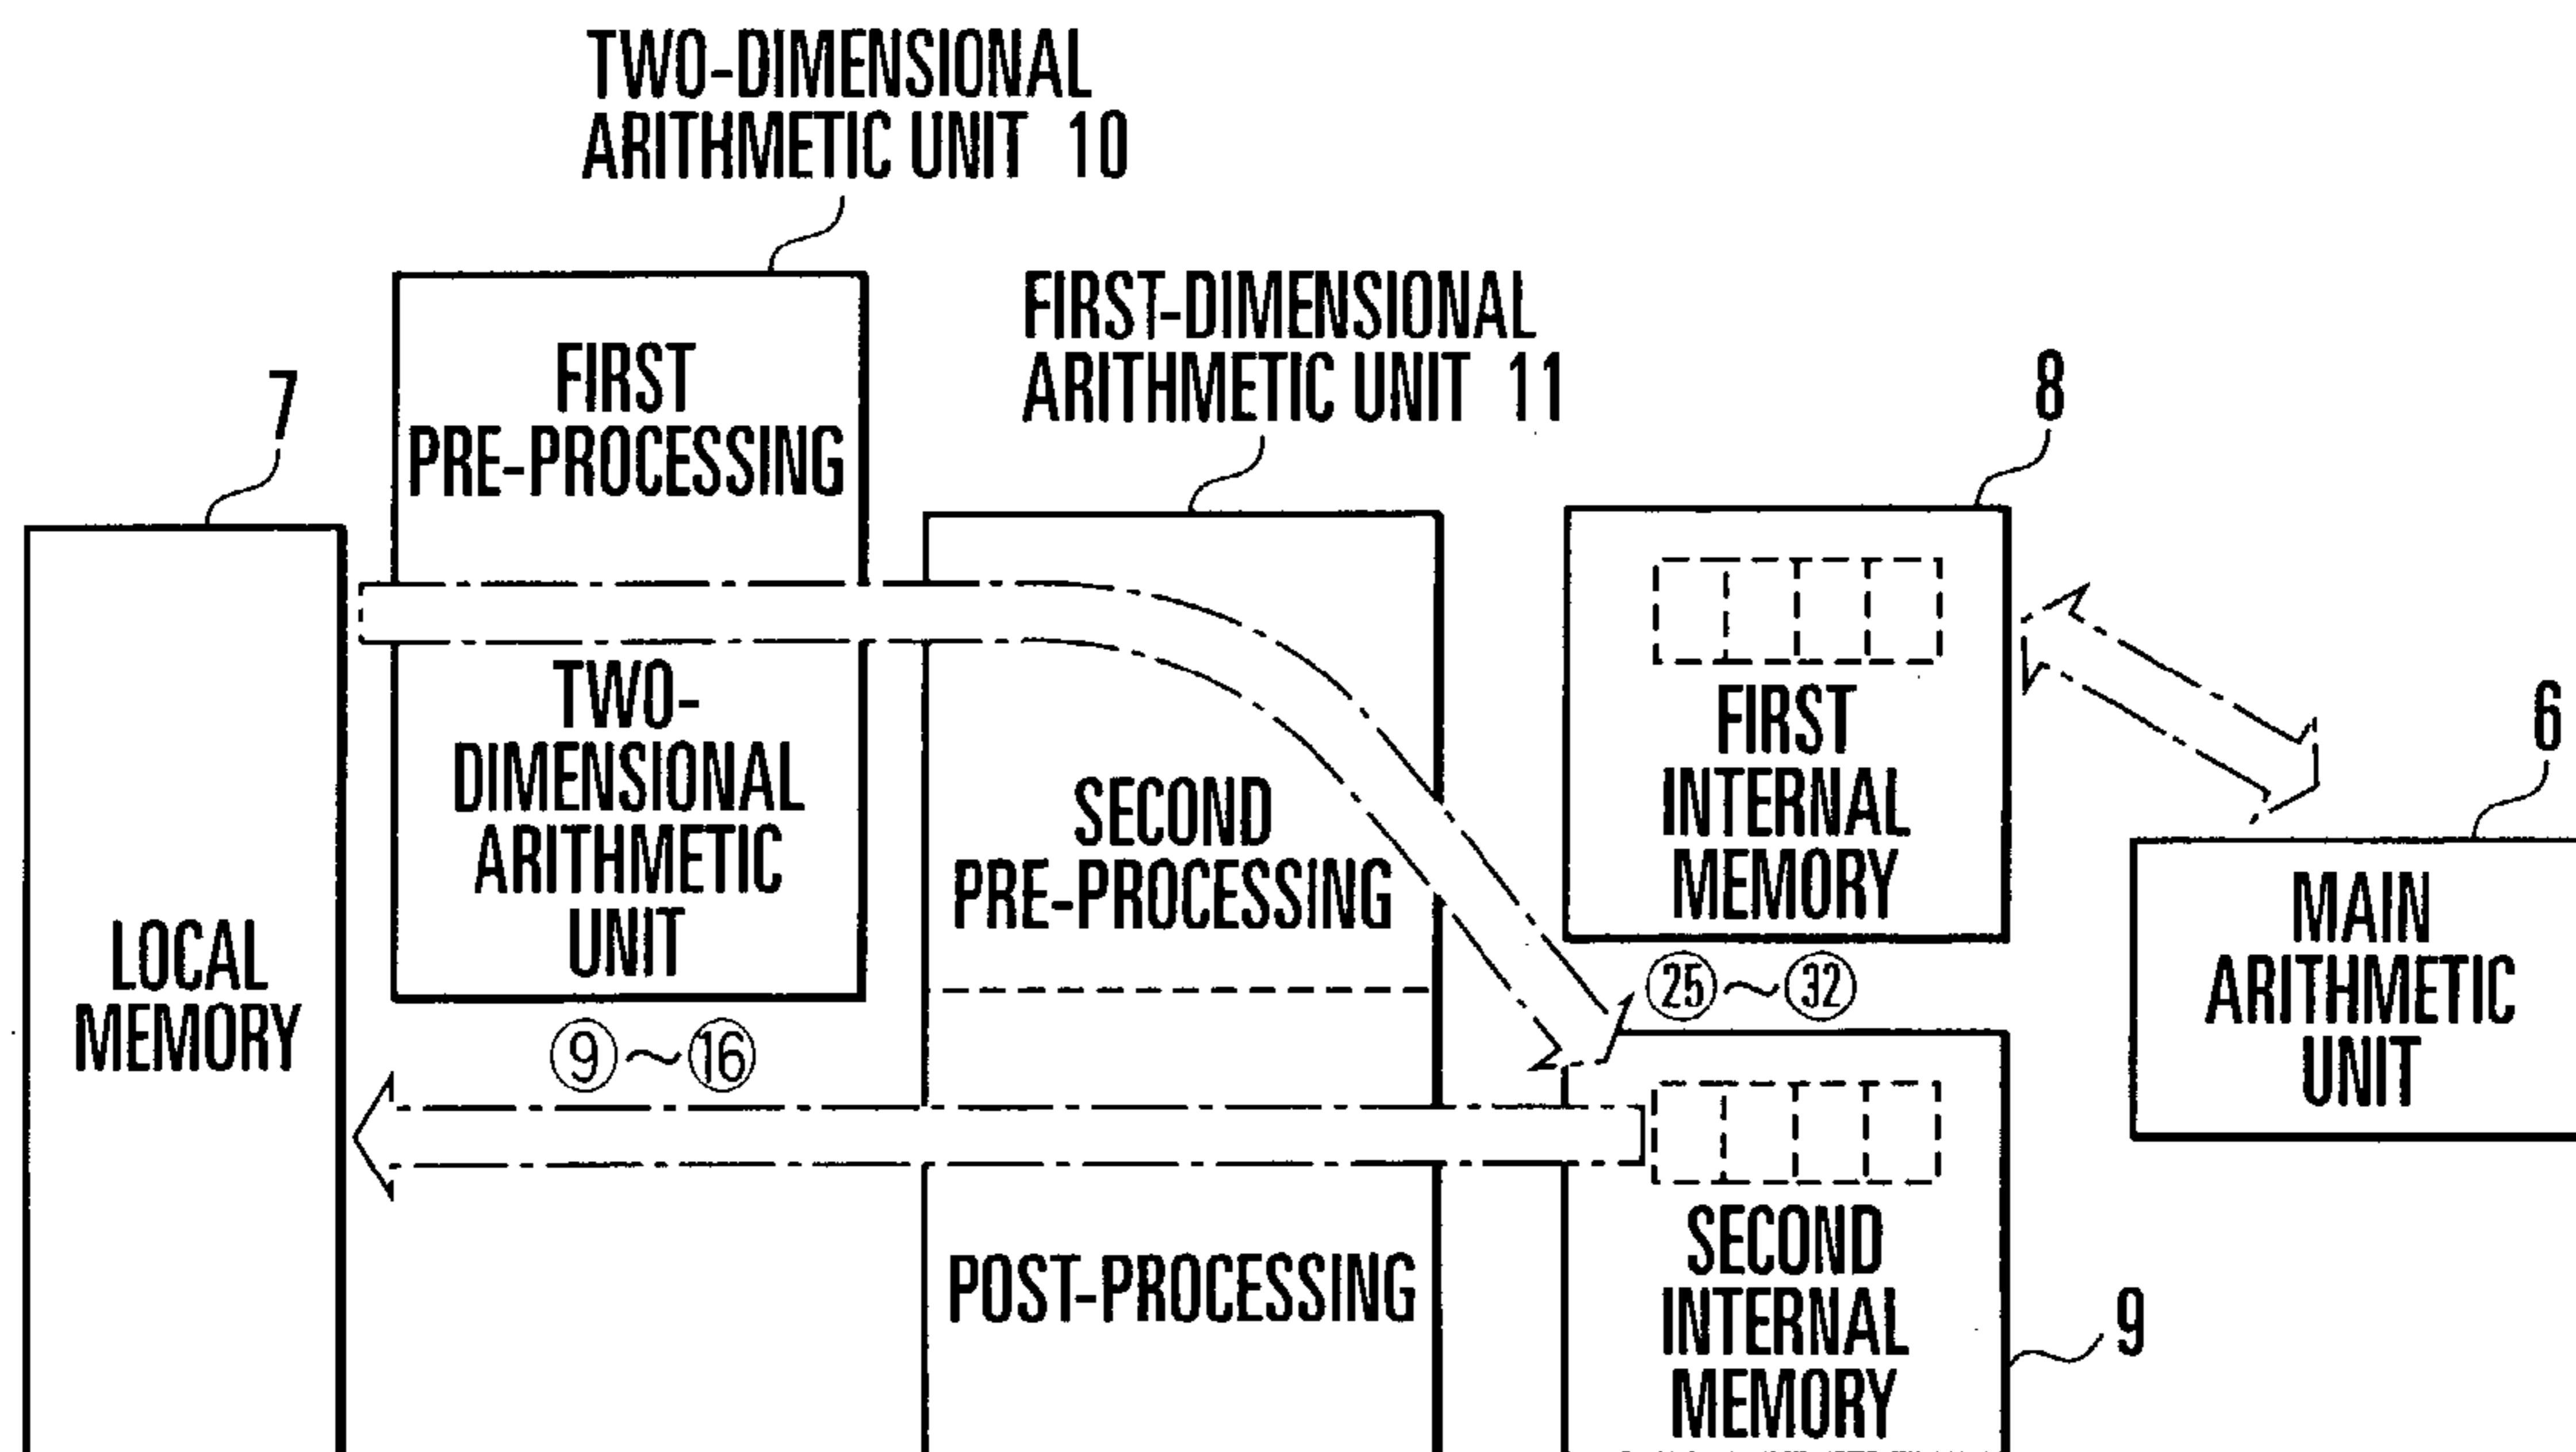 TWO-DIMENSIONAL
ARITHMETIC UNIT 10
FIRST-DIMENSIONAL
ARITHMETIC UNIT 11
7
FIRST
PRE-PROCESSING
8
TWO-
DIMENSIONAL
ARITHMETIC
UNIT
SECOND
PRE-PROCESSING
FIRST
INTERNAL
MEMORY
6
MAIN
ARITHMETIC
UNIT
LOCAL
MEMORY
⑨~⑯
㉕~㉜
POST-PROCESSING
SECOND
INTERNAL
MEMORY
9